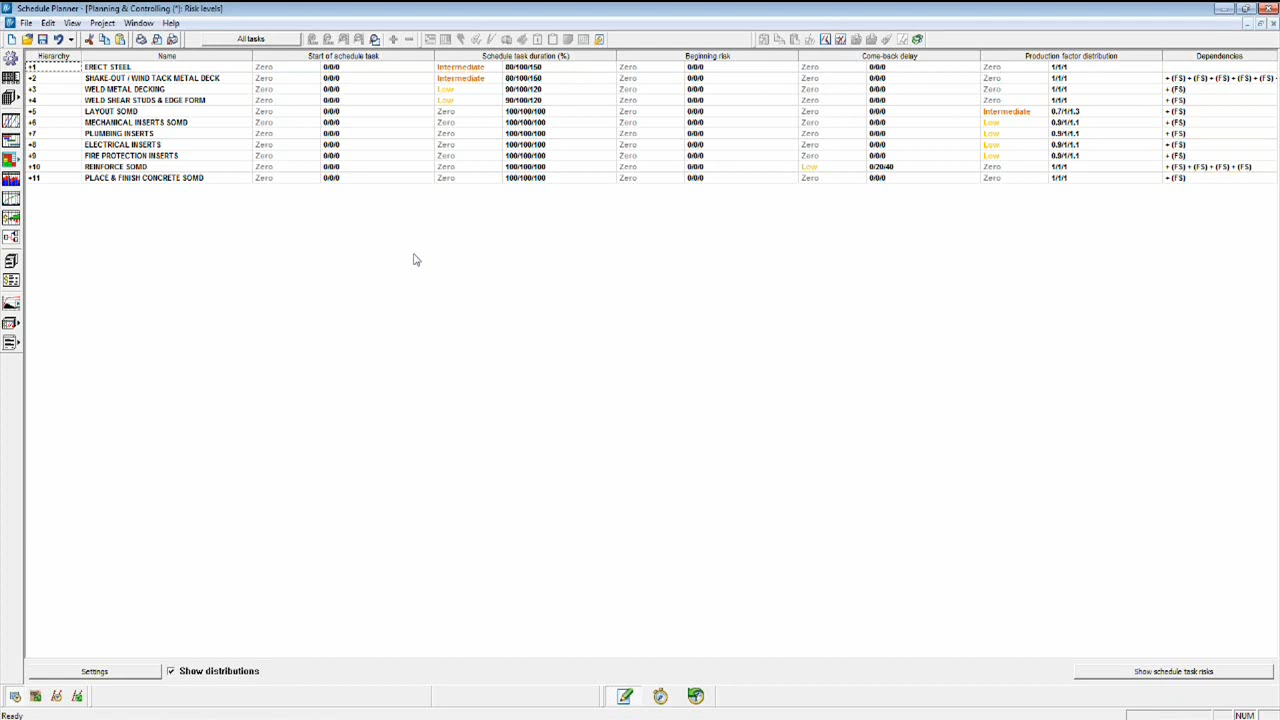 Schedule Planner - [Planning & Controlling (*): Risk levels]
File Edit View Project Window Help
All tasks
Hierarchy Name Start of schedule task Schedule task duration (%) Beginning risk Come-back delay Production factor distribution Dependencies
+1 ERECT STEEL Zero 0/0/0 Intermediate 80/100/150 Zero 0/0/0 Zero 0/0/0 Zero 1/1/1
+2 SHAKE-OUT / WIND TACK METAL DECK Zero 0/0/0 Intermediate 80/100/150 Zero 0/0/0 Zero 0/0/0 Zero 1/1/1 + (FS) + (FS) + (FS) + (FS) +
+3 WELD METAL DECKING Zero 0/0/0 Low 90/100/120 Zero 0/0/0 Zero 0/0/0 Zero 1/1/1 + (FS)
+4 WELD SHEAR STUDS & EDGE FORM Zero 0/0/0 Low 90/100/120 Zero 0/0/0 Zero 0/0/0 Zero 1/1/1 + (FS)
+5 LAYOUT SOMD Zero 0/0/0 Zero 100/100/100 Zero 0/0/0 Zero 0/0/0 Intermediate 0.7/1/1.3 + (FS)
+6 MECHANICAL INSERTS SOMD Zero 0/0/0 Zero 100/100/100 Zero 0/0/0 Zero 0/0/0 Low 0.9/1/1.1 + (FS)
+7 PLUMBING INSERTS Zero 0/0/0 Zero 100/100/100 Zero 0/0/0 Zero 0/0/0 Low 0.9/1/1.1 + (FS)
+8 ELECTRICAL INSERTS Zero 0/0/0 Zero 100/100/100 Zero 0/0/0 Zero 0/0/0 Low 0.9/1/1.1 + (FS)
+9 FIRE PROTECTION INSERTS Zero 0/0/0 Zero 100/100/100 Zero 0/0/0 Zero 0/0/0 Low 0.9/1/1.1 + (FS)
+10 REINFORCE SOMD Zero 0/0/0 Zero 100/100/100 Zero 0/0/0 Low 0/20/40 Zero 1/1/1 + (FS) + (FS) + (FS) + (FS)
+11 PLACE & FINISH CONCRETE SOMD Zero 0/0/0 Zero 100/100/100 Zero 0/0/0 Zero 0/0/0 Zero 1/1/1 + (FS)
Settings Show distributions Show schedule task risks
Ready NUM